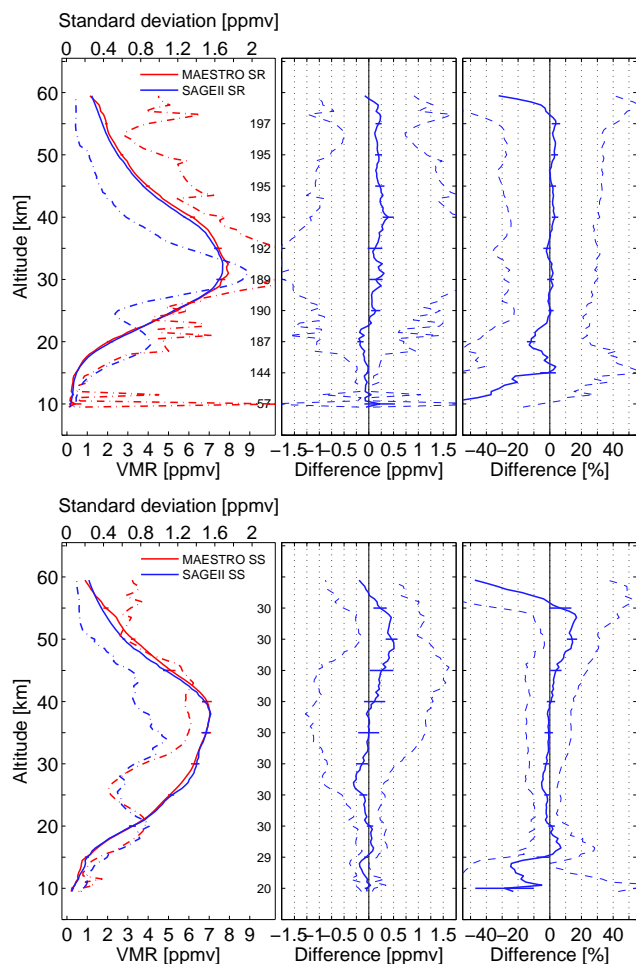 Standard deviation [ppmv]
0 0.4 0.8 1.2 1.6 2
MAESTRO SR
SAGEII SR
60
50
40
30
20
10
Altitude [km]
197
195
195
193
192
189
190
187
144
57
0 1 2 3 4 5 6 7 8 9
VMR [ppmv]
−1.5 −1 −0.5 0 0.5 1 1.5
Difference [ppmv]
−40 −20 0 20 40
Difference [%]
Standard deviation [ppmv]
0 0.4 0.8 1.2 1.6 2
MAESTRO SS
SAGEII SS
60
50
40
30
20
10
Altitude [km]
30
30
30
30
30
30
30
30
29
20
0 1 2 3 4 5 6 7 8 9
VMR [ppmv]
−1.5 −1 −0.5 0 0.5 1 1.5
Difference [ppmv]
−40 −20 0 20 40
Difference [%]